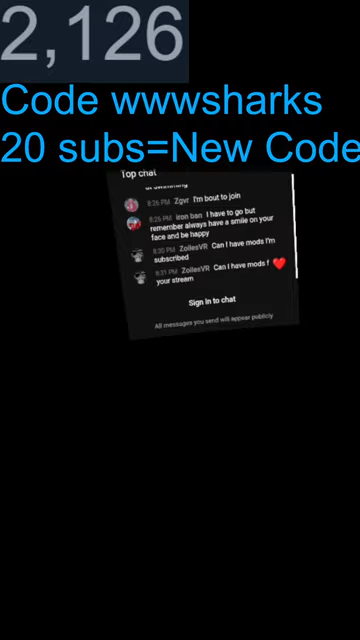 2,126
Code wwwsharks
20 subs=New Code
Top chat
of swimming
8:26 PM Zgvr I'm bout to join
8:26 PM iron ban I have to go but
remember always have a smile on your
face and be happy
8:30 PM ZoilesVR Can I have mods I'm
subscribed
8:31 PM ZoilesVR Can I have mods f
your stream
Sign in to chat
All messages you send will appear publicly